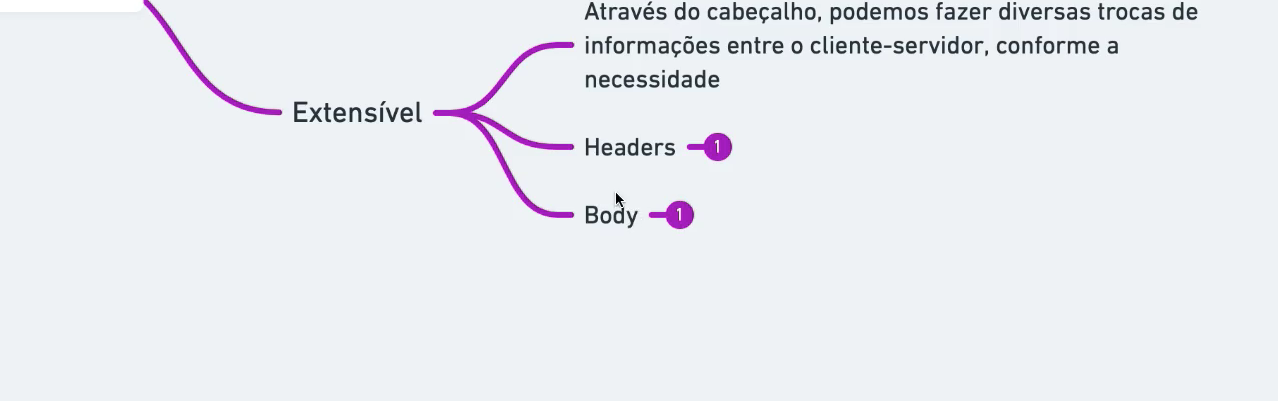 Através do cabeçalho, podemos fazer diversas trocas de
informações entre o cliente-servidor, conforme a
necessidade
Extensível
Headers 1
Body 1